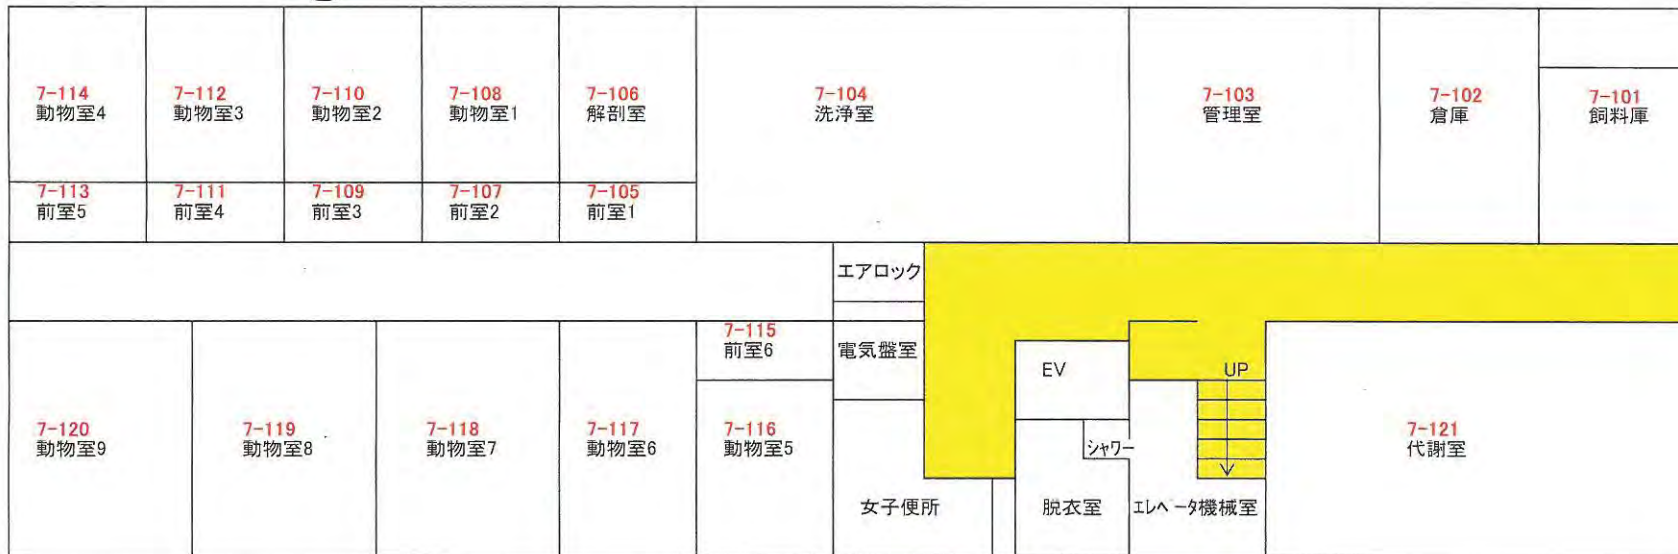 7-114
動物室4
7-112
動物室3
7-110
動物室2
7-108
動物室1
7-106
解剖室
7-104
洗浄室
7-103
管理室
7-102
倉庫
7-101
飼料庫
7-113
前室5
7-111
前室4
7-109
前室3
7-107
前室2
7-105
前室1
エアロック
7-115
前室6
電気盤室
EV
UP
7-120
動物室9
7-119
動物室8
7-118
動物室7
7-117
動物室6
7-116
動物室5
シャワー
7-121
代謝室
女子便所
脱衣室
エレベータ機械室